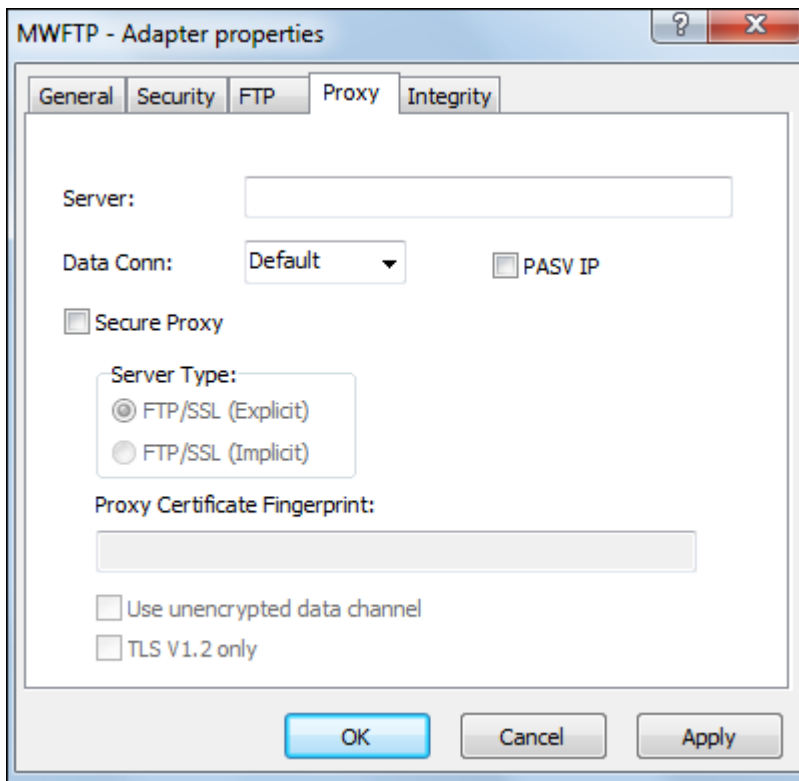 MWFTP - Adapter properties
?
General Security FTP Proxy Integrity
Server:
Data Conn: Default PASV IP
Secure Proxy
Server Type:
FTP/SSL (Explicit)
FTP/SSL (Implicit)
Proxy Certificate Fingerprint:
Use unencrypted data channel
TLS V1.2 only
OK Cancel Apply